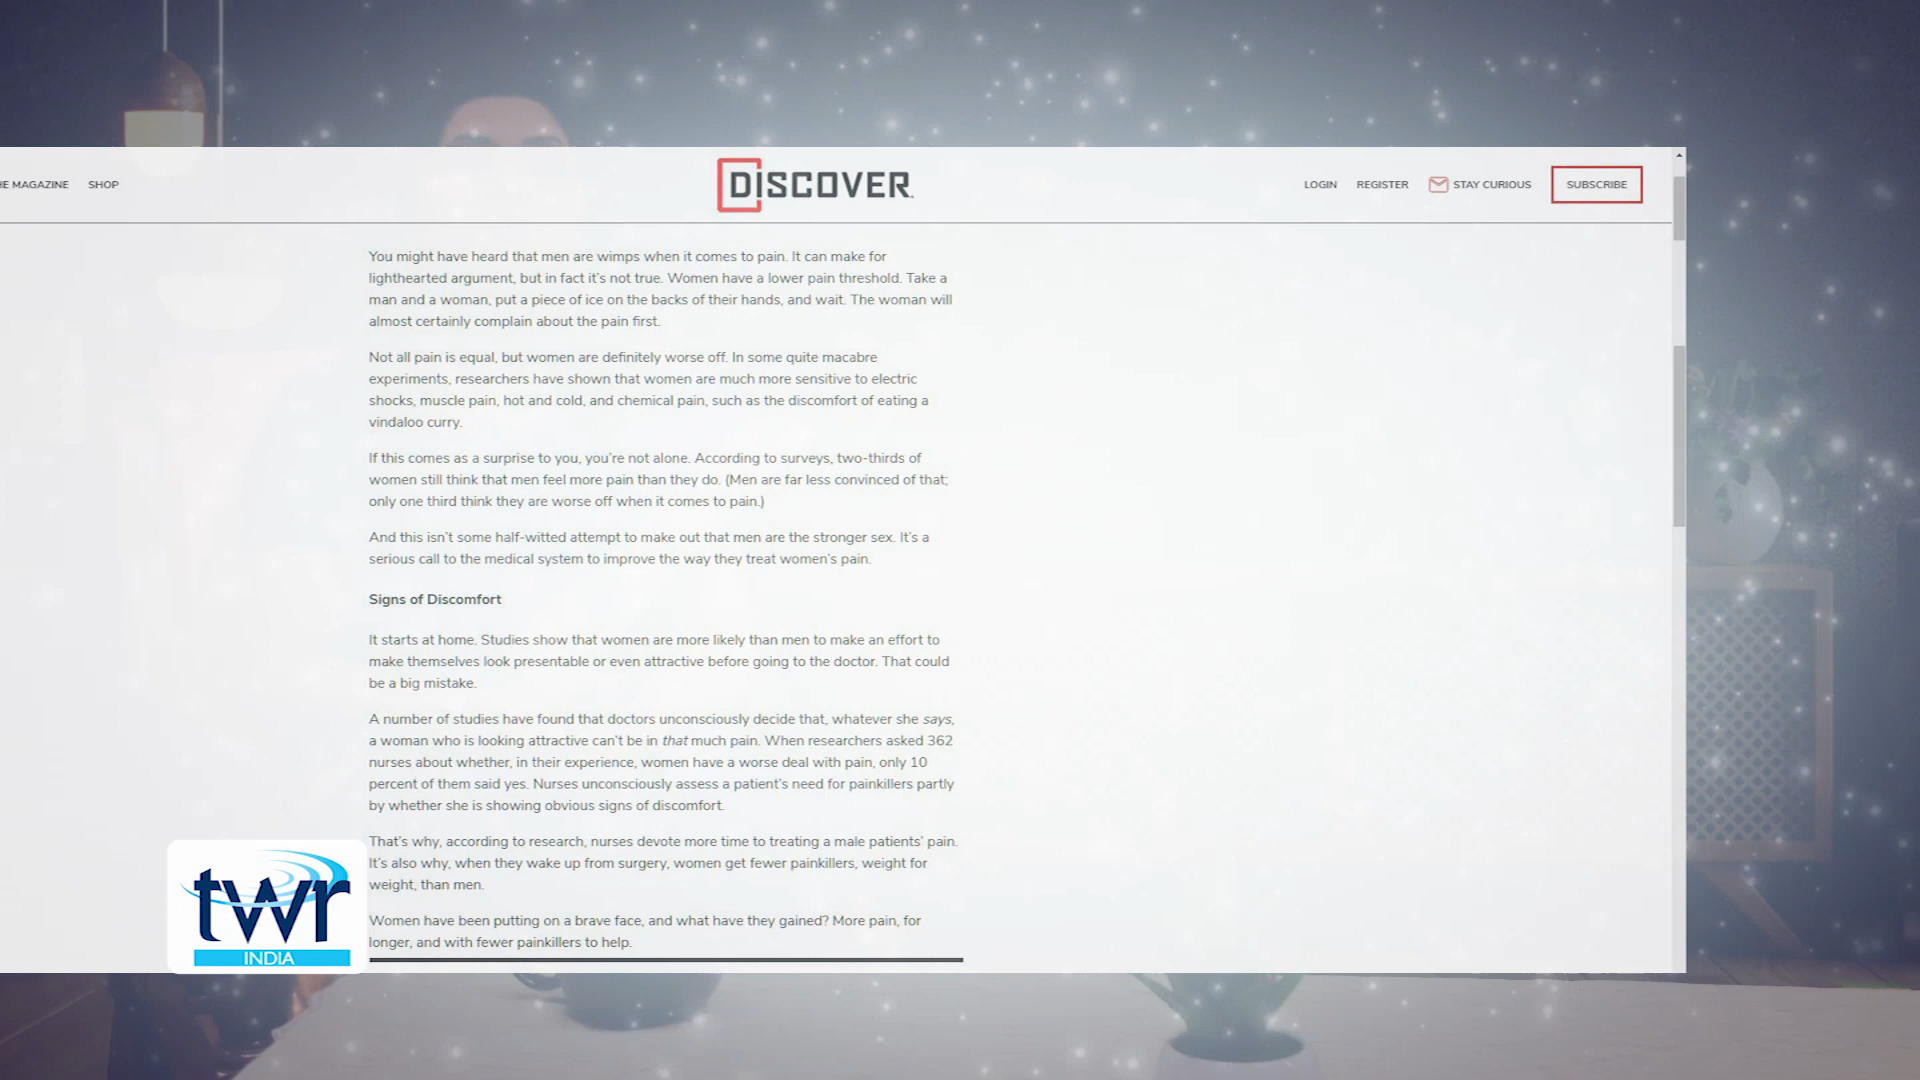 HE MAGAZINE SHOP DISCOVER. LOGIN REGISTER STAY CURIOUS SUBSCRIBE
You might have heard that men are wimps when it comes to pain. It can make for
lighthearted argument, but in fact it's not true. Women have a lower pain threshold. Take a
man and a woman, put a piece of ice on the backs of their hands, and wait. The woman will
almost certainly complain about the pain first.
Not all pain is equal, but women are definitely worse off. In some quite macabre
experiments, researchers have shown that women are much more sensitive to electric
shocks, muscle pain, hot and cold, and chemical pain, such as the discomfort of eating a
vindaloo curry.
If this comes as a surprise to you, you're not alone. According to surveys, two-thirds of
women still think that men feel more pain than they do. (Men are far less convinced of that;
only one third think they are worse off when it comes to pain.)
And this isn't some half-witted attempt to make out that men are the stronger sex. It's a
serious call to the medical system to improve the way they treat women's pain.
Signs of Discomfort
It starts at home. Studies show that women are more likely than men to make an effort to
make themselves look presentable or even attractive before going to the doctor. That could
be a big mistake.
A number of studies have found that doctors unconsciously decide that, whatever she says,
a woman who is looking attractive can't be in that much pain. When researchers asked 362
nurses about whether, in their experience, women have a worse deal with pain, only 10
percent of them said yes. Nurses unconsciously assess a patient's need for painkillers partly
by whether she is showing obvious signs of discomfort.
That's why, according to research, nurses devote more time to treating a male patients' pain.
It's also why, when they wake up from surgery, women get fewer painkillers, weight for
weight, than men.
Women have been putting on a brave face, and what have they gained? More pain, for
longer, and with fewer painkillers to help.
twr
INDIA